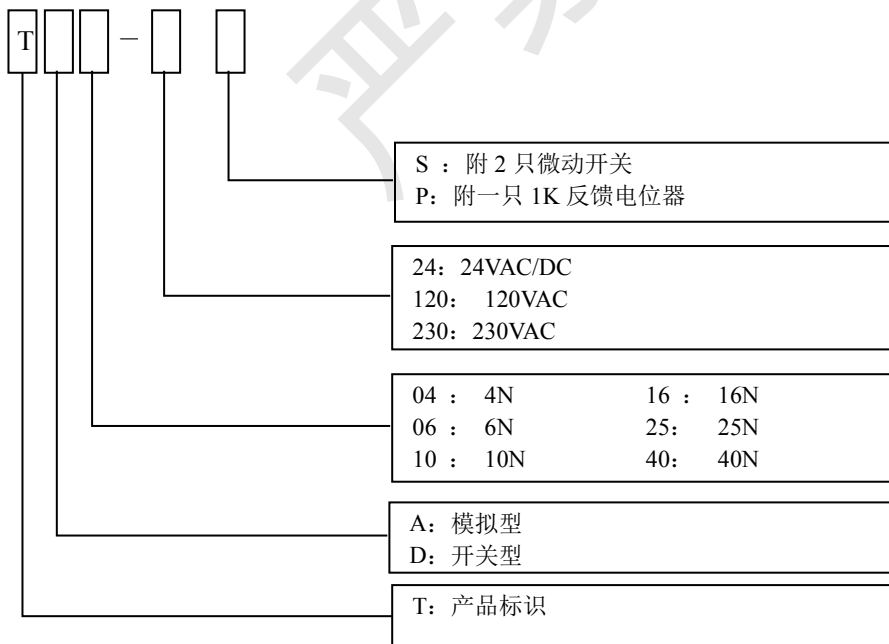 T －
S ：附 2 只微动开关
P：附一只 1K 反馈电位器
24：24VAC/DC
120： 120VAC
230：230VAC
04 ： 4N 16 ： 16N
06 ： 6N 25： 25N
10 ： 10N 40： 40N
A：模拟型
D：开关型
T：产品标识